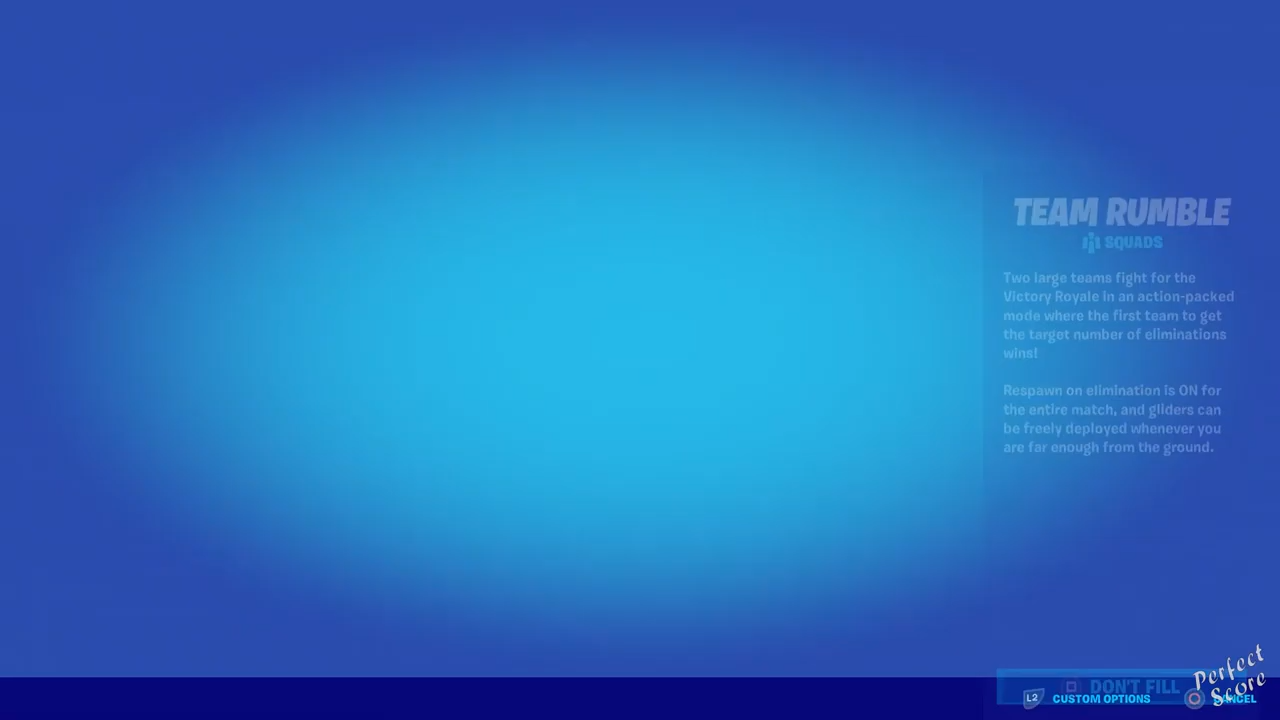 TEAM RUMBLE
SQUADS
Two large teams fight for the
Victory Royale in an action-packed
mode where the first team to get
the target number of eliminations
wins!
Respawn on elimination is ON for
the entire match, and gliders can
be freely deployed whenever you
are far enough from the ground.
DON'T FILL
L2 CUSTOM OPTIONS CANCEL
Perfect
Score